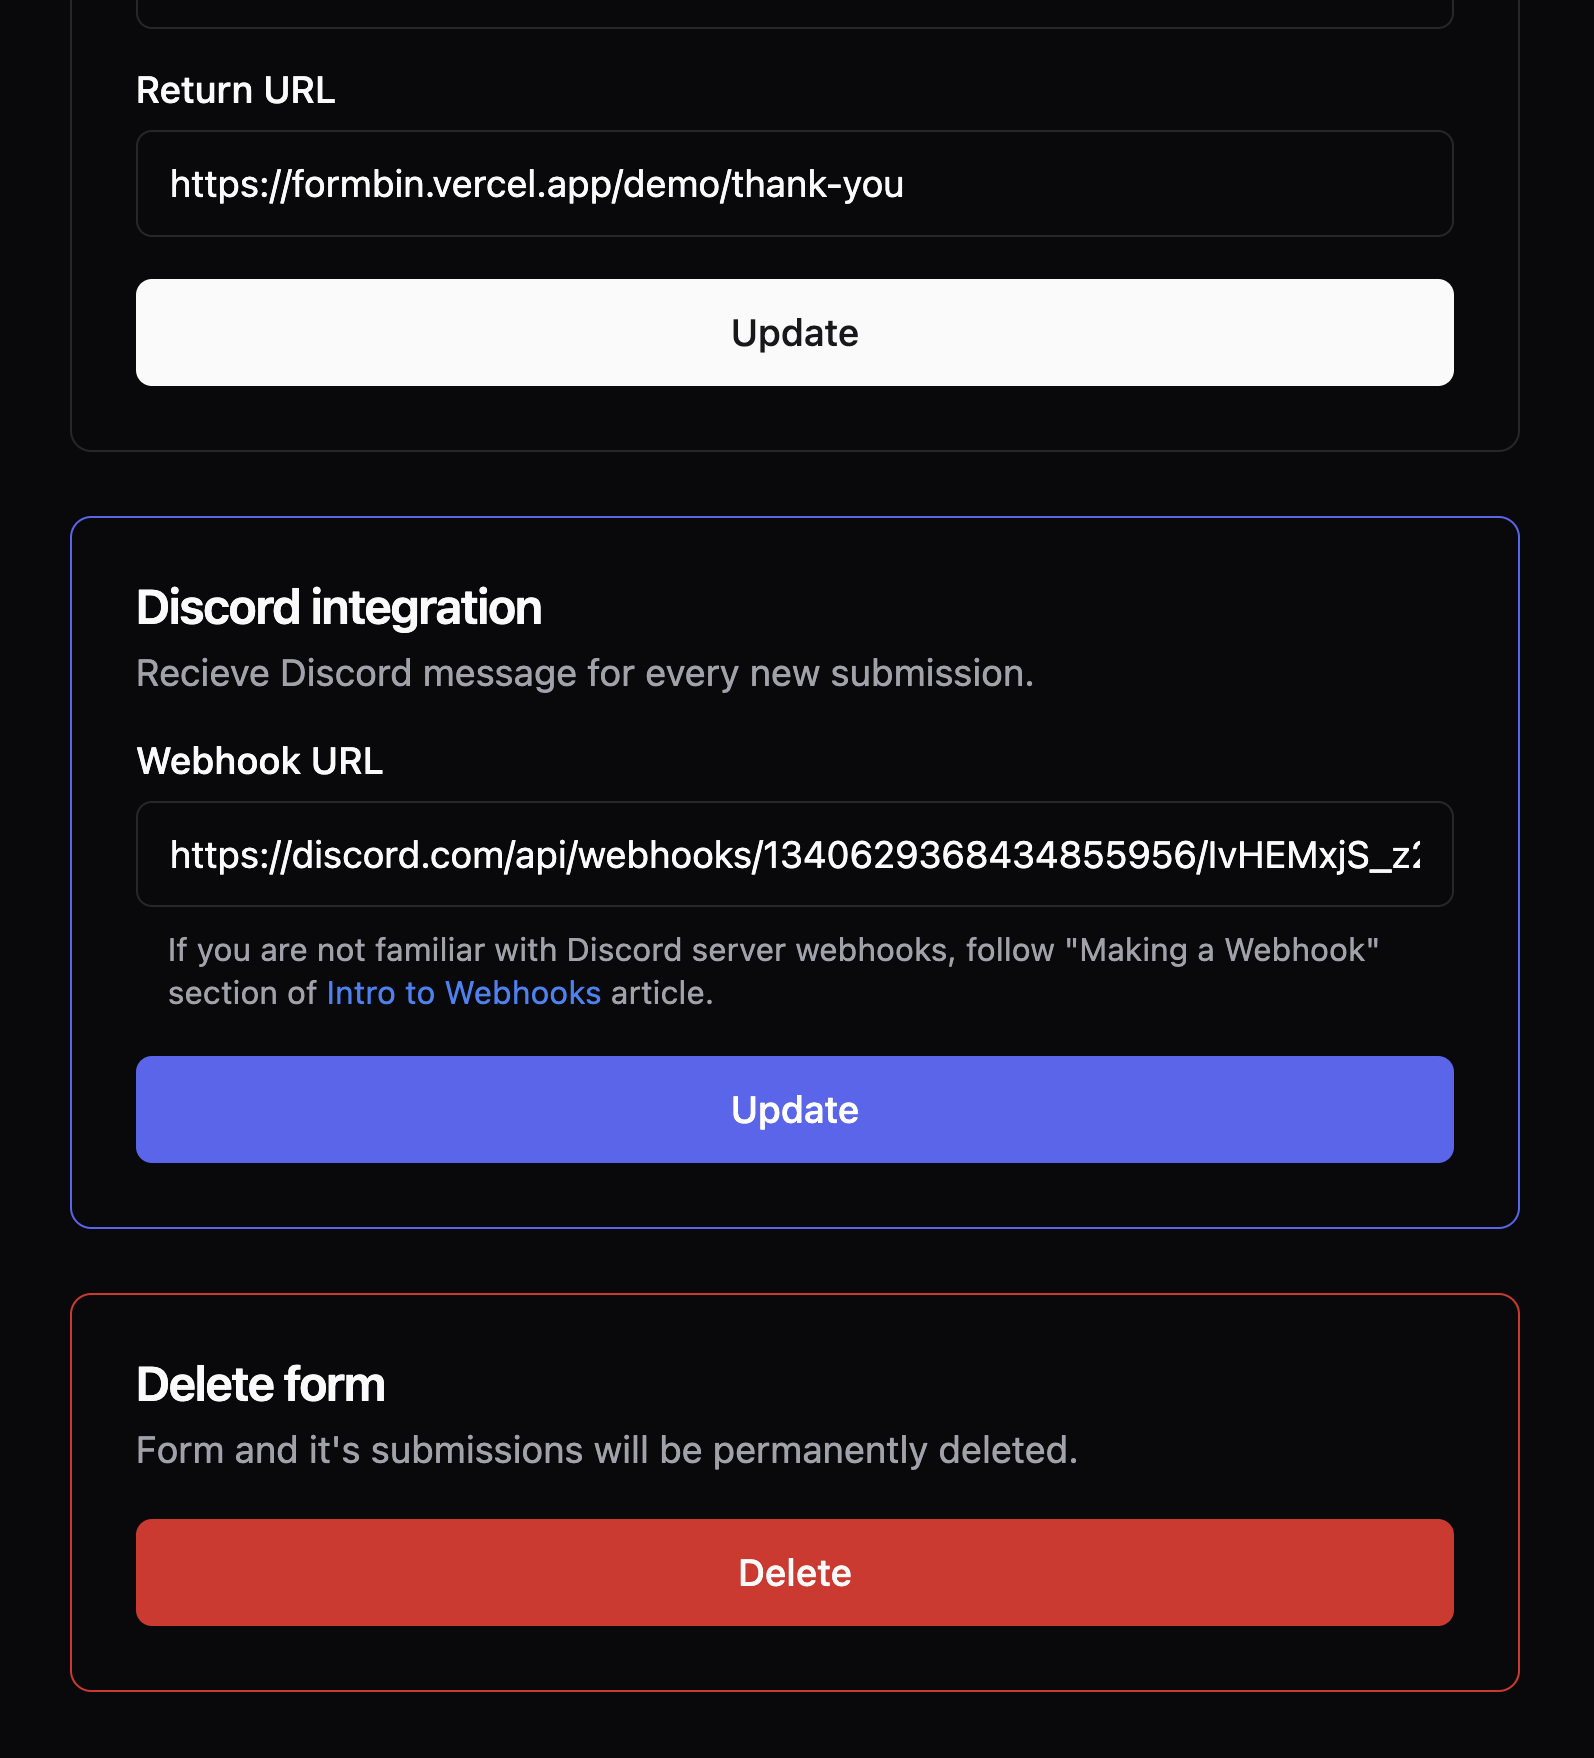 Return URL
https://formbin.vercel.app/demo/thank-you
Update
Discord integration
Recieve Discord message for every new submission.
Webhook URL
https://discord.com/api/webhooks/1340629368434855956/IvHEMxjS_z2
If you are not familiar with Discord server webhooks, follow "Making a Webhook"
section of Intro to Webhooks article.
Update
Delete form
Form and it's submissions will be permanently deleted.
Delete